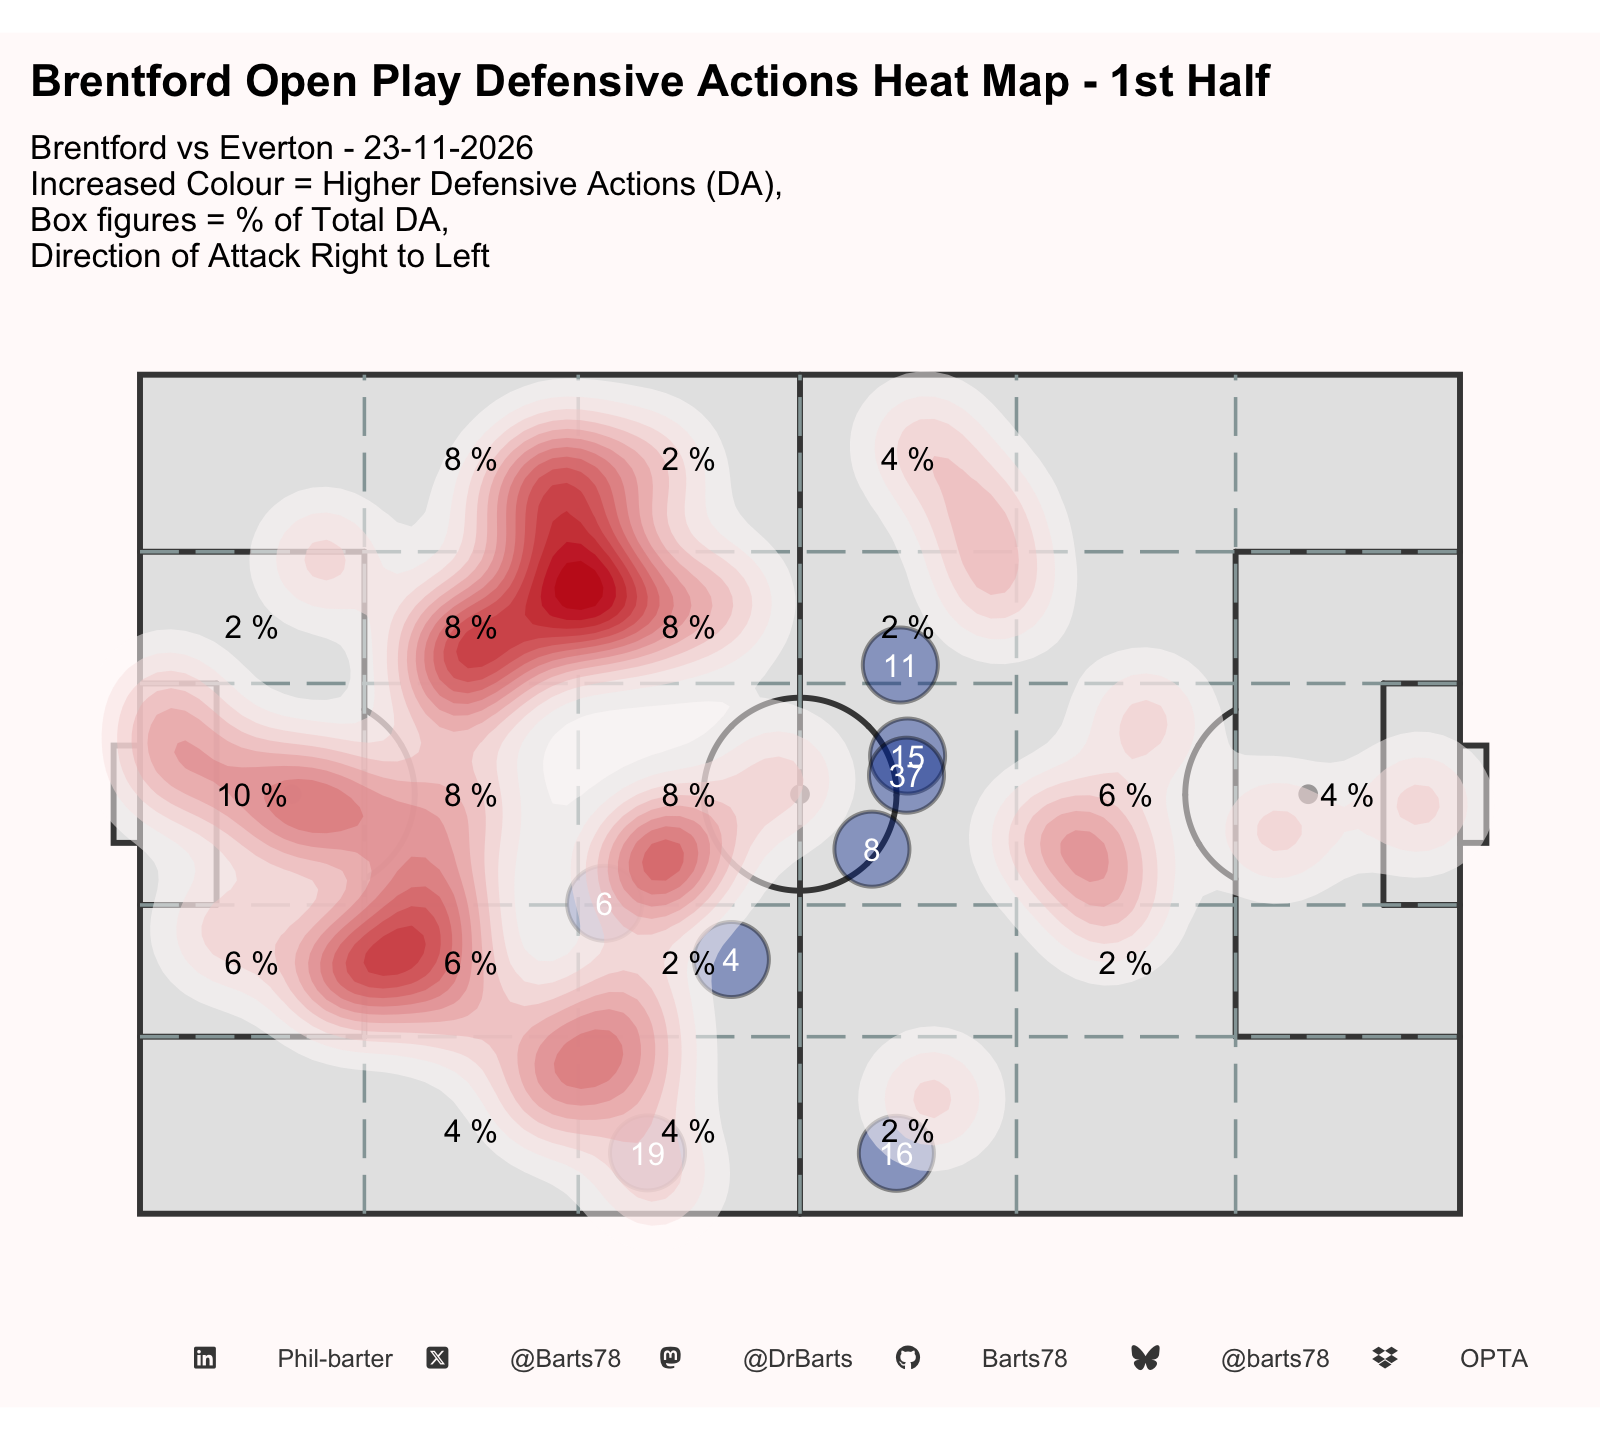 Brentford Open Play Defensive Actions Heat Map - 1st Half
Brentford vs Everton - 23-11-2026
Increased Colour = Higher Defensive Actions (DA),
Box figures = % of Total DA,
Direction of Attack Right to Left
8 % 2 % 4 %
2 % 8 % 8 % 2 %
11
15
37
10 % 8 % 8 % 6 % 4 %
8
6
6 % 6 % 2 % 4 2 %
4 % 4 % 2 %
19 16
Phil-barter @Barts78 @DrBarts Barts78 @barts78 OPTA